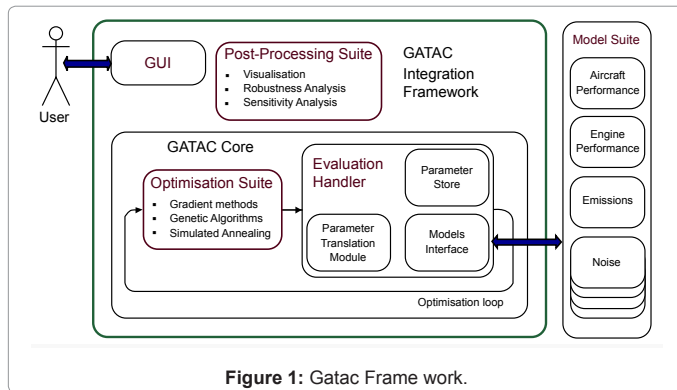 User
GUI
Post-Processing Suite
Visualisation
Robustness Analysis
Sensitivity Analysis
GATAC
Integration
Framework
GATAC Core
Optimisation Suite
Gradient methods
Genetic Algorithms
Simulated Annealing
Evaluation
Handler
Parameter
Store
Parameter
Translation
Module
Models
Interface
Optimisation loop
Model Suite
Aircraft
Performance
Engine
Performance
Emissions
Noise
Figure 1: Gatac Frame work.